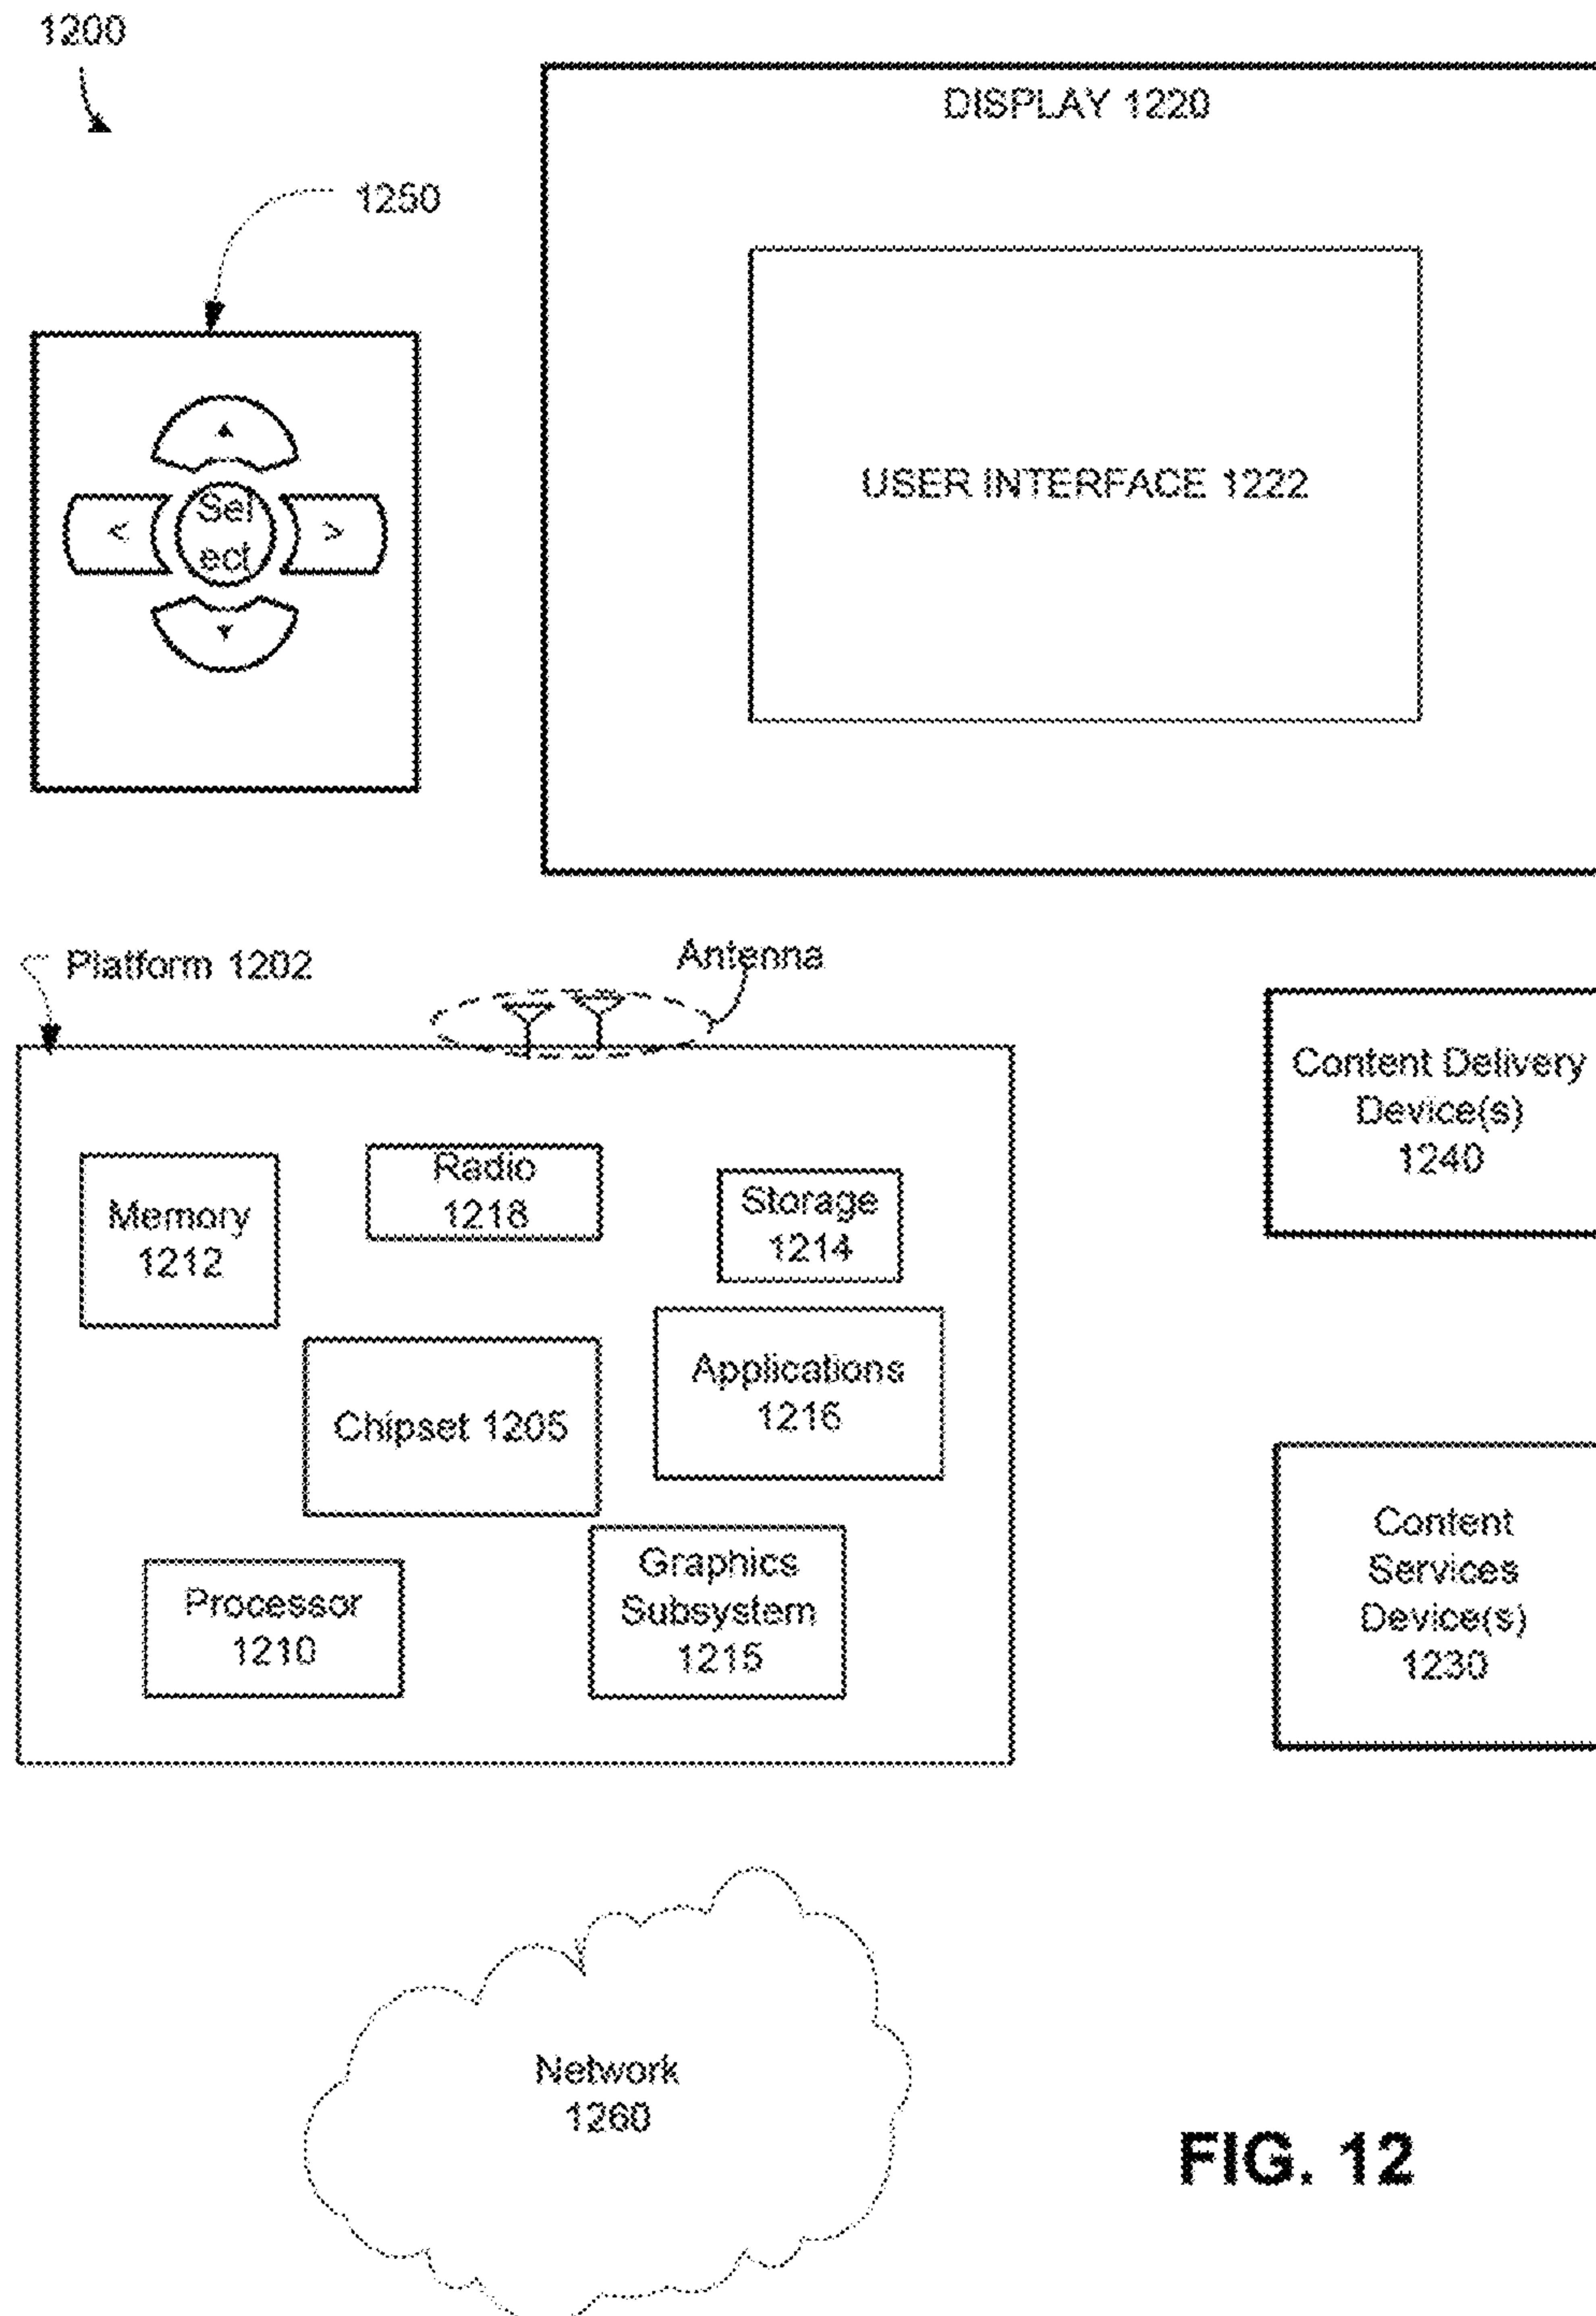 1200
DISPLAY 1220
1250
USER INTERFACE 1222
▲
<
Sel
ect
>
▼
Platform 1202
Antenna
Content Delivery
Device(s)
1240
Radio
1218
Memory
1212
Storage
1214
Applications
1216
Chipset 1205
Content
Services
Device(s)
1230
Graphics
Subsystem
1215
Processor
1210
Network
1260
FIG. 12